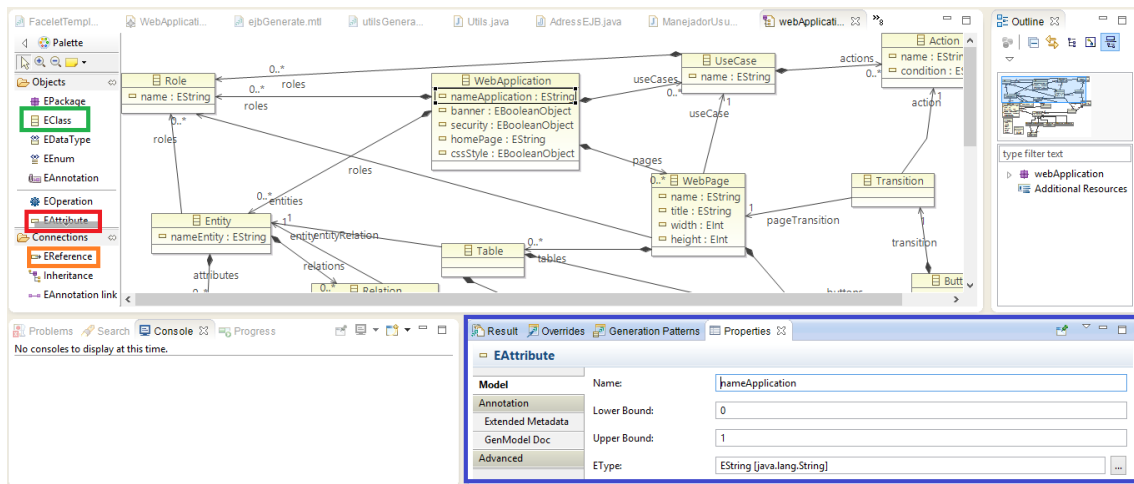 FaceletTempl...
WebApplicati...
ejbGenerate.mtl
utilsGenera...
Utils.java
AdressEJB.java
ManejadorUsu...
webApplicati...
»8
Outline
Palette
Objects
EPackage
EClass
EDataType
EEnum
EAnnotation
EOperation
EAttribute
Connections
EReference
Inheritance
EAnnotation link
Role
name : EString
0..*
roles
0..*
roles
0..*
roles
roles
WebApplication
nameApplication : EString
banner : EBooleanObject
security : EBooleanObject
homePage : EString
cssStyle : EBooleanObject
useCases
0..*
UseCase
name : EString
actions
0..*
Action
name : EStrin
condition : ES
1
useCase
1
action
pages
0..*
WebPage
name : EString
title : EString
width : EInt
height : EInt
Transition
1
pageTransition
1
transition
0..*
entities
Entity
nameEntity : EString
1
entity
entityRelation
relations
0..*
Relation
attributes
0..*
Table
0..*
tables
buttons
Butt
type filter text
webApplication
Additional Resources
Problems
Search
Console
Progress
No consoles to display at this time.
Result
Overrides
Generation Patterns
Properties
EAttribute
Model
Annotation
Extended Metadata
GenModel Doc
Advanced
Name:
nameApplication
Lower Bound:
0
Upper Bound:
1
EType:
EString [java.lang.String]
...